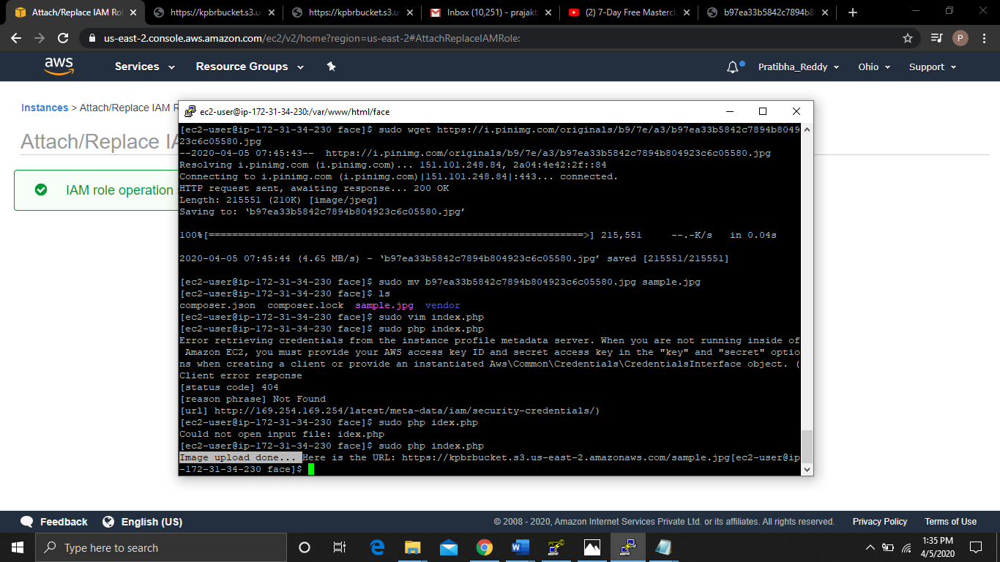 Attach/Replace IAM Rol
https://kpbrbucket.s3.u
https://kpbrbucket.s3.u
Inbox (10,251) - prajakt
(2) 7-Day Free Mastercl
b97ea33b5842c7894b8
us-east-2.console.aws.amazon.com/ec2/v2/home?region=us-east-2#AttachReplaceIAMRole:
P
aws
Services
Resource Groups
Pratibha_Reddy
Ohio
Support
Instances > Attach/Replace IAM R
Attach/Replace IA
IAM role operation
ec2-user@ip-172-31-34-230:/var/www/html/face
[ec2-user@ip-172-31-34-230 face]$ sudo wget https://i.pinimg.com/originals/b9/7e/a3/b97ea33b5842c7894b8049
23c6c05580.jpg
--2020-04-05 07:45:43--  https://i.pinimg.com/originals/b9/7e/a3/b97ea33b5842c7894b804923c6c05580.jpg
Resolving i.pinimg.com (i.pinimg.com)... 151.101.248.84, 2a04:4e42:2f::84
Connecting to i.pinimg.com (i.pinimg.com)|151.101.248.84|:443... connected.
HTTP request sent, awaiting response... 200 OK
Length: 215551 (210K) [image/jpeg]
Saving to: ‘b97ea33b5842c7894b804923c6c05580.jpg’
100%[================================================================>] 215,551     --.-K/s   in 0.04s
2020-04-05 07:45:44 (4.65 MB/s) - ‘b97ea33b5842c7894b804923c6c05580.jpg’ saved [215551/215551]
[ec2-user@ip-172-31-34-230 face]$ sudo mv b97ea33b5842c7894b804923c6c05580.jpg sample.jpg
[ec2-user@ip-172-31-34-230 face]$ ls
composer.json  composer.lock  sample.jpg  vendor
[ec2-user@ip-172-31-34-230 face]$ sudo vim index.php
[ec2-user@ip-172-31-34-230 face]$ sudo php index.php
Error retrieving credentials from the instance profile metadata server. When you are not running inside of
 Amazon EC2, you must provide your AWS access key ID and secret access key in the "key" and "secret" optio
ns when creating a client or provide an instantiated Aws\Common\Credentials\CredentialsInterface object. (
Client error response
[status code] 404
[reason phrase] Not Found
[url] http://169.254.169.254/latest/meta-data/iam/security-credentials/)
[ec2-user@ip-172-31-34-230 face]$ sudo php idex.php
Could not open input file: idex.php
[ec2-user@ip-172-31-34-230 face]$ sudo php index.php
Image upload done... Here is the URL: https://kpbrbucket.s3.us-east-2.amazonaws.com/sample.jpg[ec2-user@ip
-172-31-34-230 face]$
Feedback
English (US)
© 2008 - 2020, Amazon Internet Services Private Ltd. or its affiliates. All rights reserved.
Privacy Policy
Terms of Use
Type here to search
1:35 PM
4/5/2020